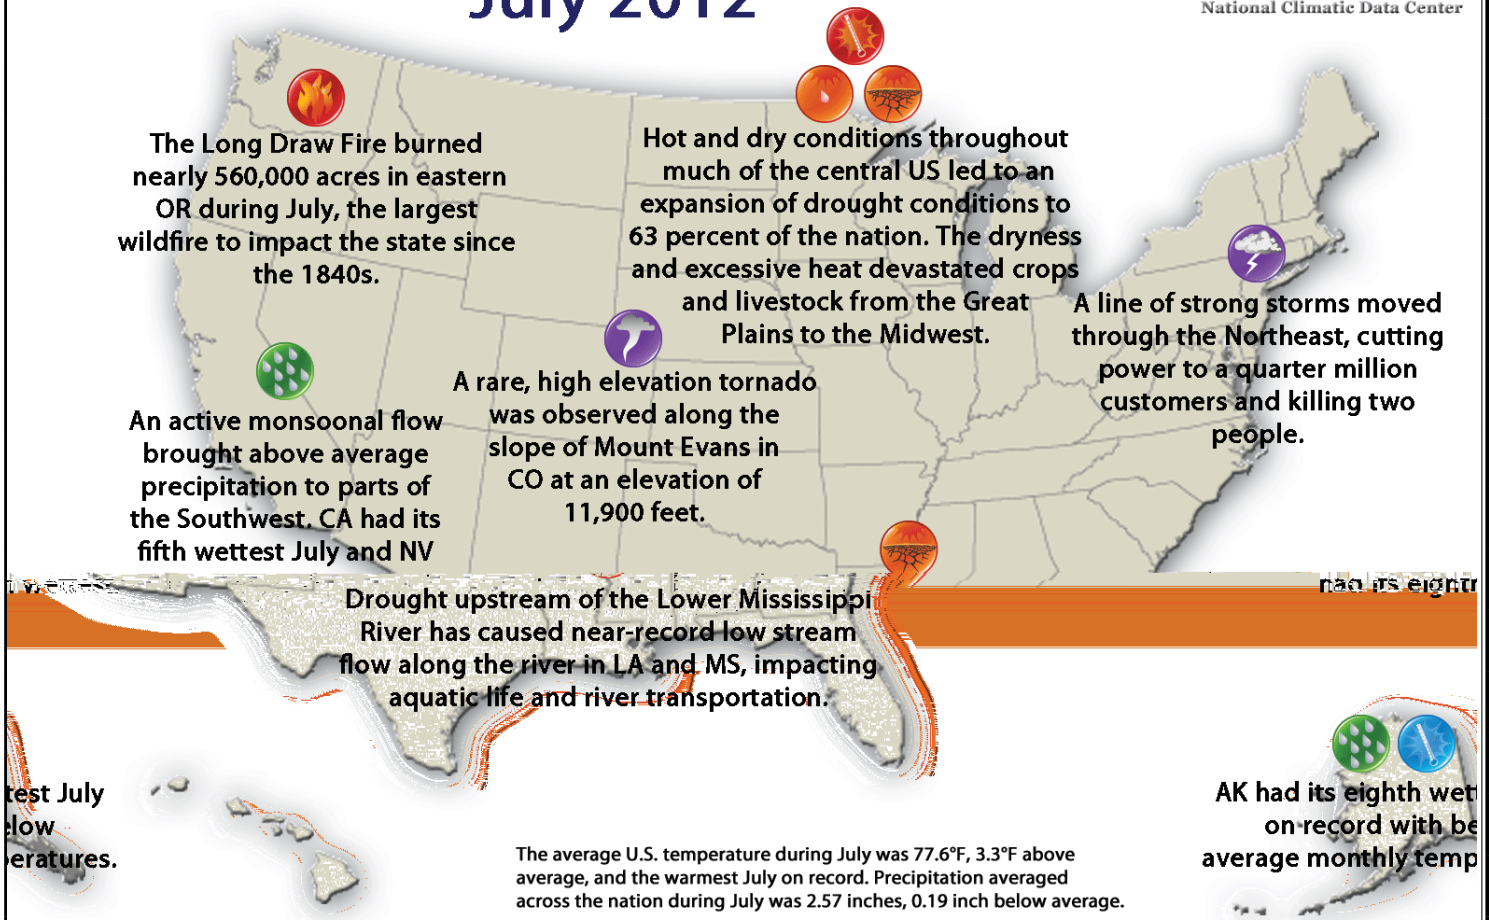 July 2012
National Climatic Data Center
The Long Draw Fire burned
nearly 560,000 acres in eastern
OR during July, the largest
wildfire to impact the state since
the 1840s.
Hot and dry conditions throughout
much of the central US led to an
expansion of drought conditions to
63 percent of the nation. The dryness
and excessive heat devastated crops
and livestock from the Great
Plains to the Midwest.
A line of strong storms moved
through the Northeast, cutting
power to a quarter million
customers and killing two
people.
A rare, high elevation tornado
was observed along the
slope of Mount Evans in
CO at an elevation of
11,900 feet.
An active monsoonal flow
brought above average
precipitation to parts of
the Southwest. CA had its
fifth wettest July and NV
had its eight
Drought upstream of the Lower Mississippi
River has caused near-record low stream
flow along the river in LA and MS, impacting
aquatic life and river transportation.
test July
elow
peratures.
AK had its eighth wet
on record with be
average monthly temp
The average U.S. temperature during July was 77.6°F, 3.3°F above
average, and the warmest July on record. Precipitation averaged
across the nation during July was 2.57 inches, 0.19 inch below average.